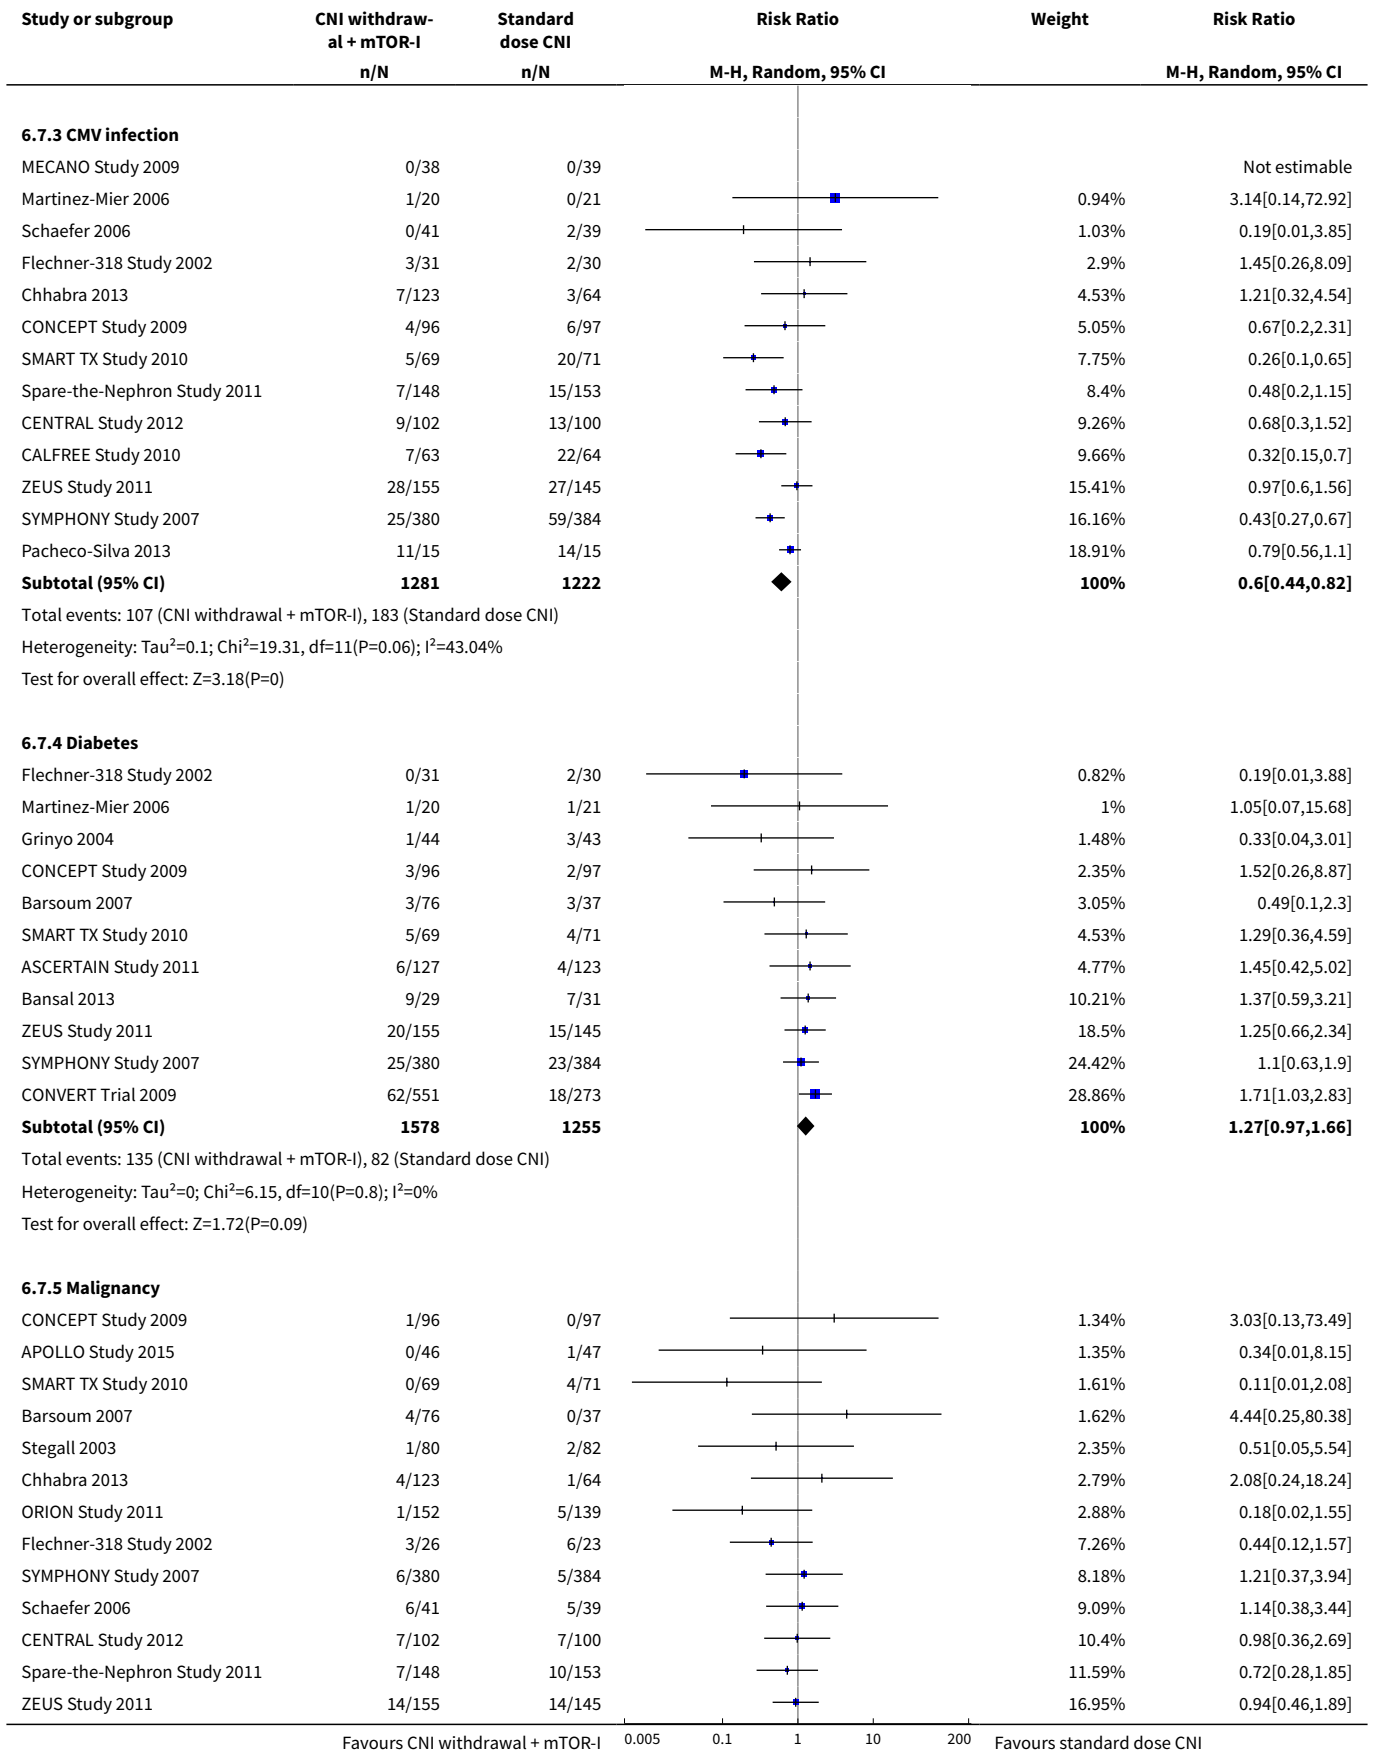 Study or subgroup CNI withdraw- Standard Risk Ratio Weight Risk Ratio
al + mTOR-I dose CNI
n/N n/N M-H, Random, 95% CI M-H, Random, 95% CI
6.7.3 CMV infection
MECANO Study 2009 0/38 0/39 Not estimable
Martinez-Mier 2006 1/20 0/21 0.94% 3.14[0.14,72.92]
Schaefer 2006 0/41 2/39 1.03% 0.19[0.01,3.85]
Flechner-318 Study 2002 3/31 2/30 2.9% 1.45[0.26,8.09]
Chhabra 2013 7/123 3/64 4.53% 1.21[0.32,4.54]
CONCEPT Study 2009 4/96 6/97 5.05% 0.67[0.2,2.31]
SMART TX Study 2010 5/69 20/71 7.75% 0.26[0.1,0.65]
Spare-the-Nephron Study 2011 7/148 15/153 8.4% 0.48[0.2,1.15]
CENTRAL Study 2012 9/102 13/100 9.26% 0.68[0.3,1.52]
CALFREE Study 2010 7/63 22/64 9.66% 0.32[0.15,0.7]
ZEUS Study 2011 28/155 27/145 15.41% 0.97[0.6,1.56]
SYMPHONY Study 2007 25/380 59/384 16.16% 0.43[0.27,0.67]
Pacheco-Silva 2013 11/15 14/15 18.91% 0.79[0.56,1.1]
Subtotal (95% CI) 1281 1222 100% 0.6[0.44,0.82]
Total events: 107 (CNI withdrawal + mTOR-I), 183 (Standard dose CNI)
Heterogeneity: Tau²=0.1; Chi²=19.31, df=11(P=0.06); I²=43.04%
Test for overall effect: Z=3.18(P=0)
6.7.4 Diabetes
Flechner-318 Study 2002 0/31 2/30 0.82% 0.19[0.01,3.88]
Martinez-Mier 2006 1/20 1/21 1% 1.05[0.07,15.68]
Grinyo 2004 1/44 3/43 1.48% 0.33[0.04,3.01]
CONCEPT Study 2009 3/96 2/97 2.35% 1.52[0.26,8.87]
Barsoum 2007 3/76 3/37 3.05% 0.49[0.1,2.3]
SMART TX Study 2010 5/69 4/71 4.53% 1.29[0.36,4.59]
ASCERTAIN Study 2011 6/127 4/123 4.77% 1.45[0.42,5.02]
Bansal 2013 9/29 7/31 10.21% 1.37[0.59,3.21]
ZEUS Study 2011 20/155 15/145 18.5% 1.25[0.66,2.34]
SYMPHONY Study 2007 25/380 23/384 24.42% 1.1[0.63,1.9]
CONVERT Trial 2009 62/551 18/273 28.86% 1.71[1.03,2.83]
Subtotal (95% CI) 1578 1255 100% 1.27[0.97,1.66]
Total events: 135 (CNI withdrawal + mTOR-I), 82 (Standard dose CNI)
Heterogeneity: Tau²=0; Chi²=6.15, df=10(P=0.8); I²=0%
Test for overall effect: Z=1.72(P=0.09)
6.7.5 Malignancy
CONCEPT Study 2009 1/96 0/97 1.34% 3.03[0.13,73.49]
APOLLO Study 2015 0/46 1/47 1.35% 0.34[0.01,8.15]
SMART TX Study 2010 0/69 4/71 1.61% 0.11[0.01,2.08]
Barsoum 2007 4/76 0/37 1.62% 4.44[0.25,80.38]
Stegall 2003 1/80 2/82 2.35% 0.51[0.05,5.54]
Chhabra 2013 4/123 1/64 2.79% 2.08[0.24,18.24]
ORION Study 2011 1/152 5/139 2.88% 0.18[0.02,1.55]
Flechner-318 Study 2002 3/26 6/23 7.26% 0.44[0.12,1.57]
SYMPHONY Study 2007 6/380 5/384 8.18% 1.21[0.37,3.94]
Schaefer 2006 6/41 5/39 9.09% 1.14[0.38,3.44]
CENTRAL Study 2012 7/102 7/100 10.4% 0.98[0.36,2.69]
Spare-the-Nephron Study 2011 7/148 10/153 11.59% 0.72[0.28,1.85]
ZEUS Study 2011 14/155 14/145 16.95% 0.94[0.46,1.89]
Favours CNI withdrawal + mTOR-I 0.005 0.1 1 10 200 Favours standard dose CNI